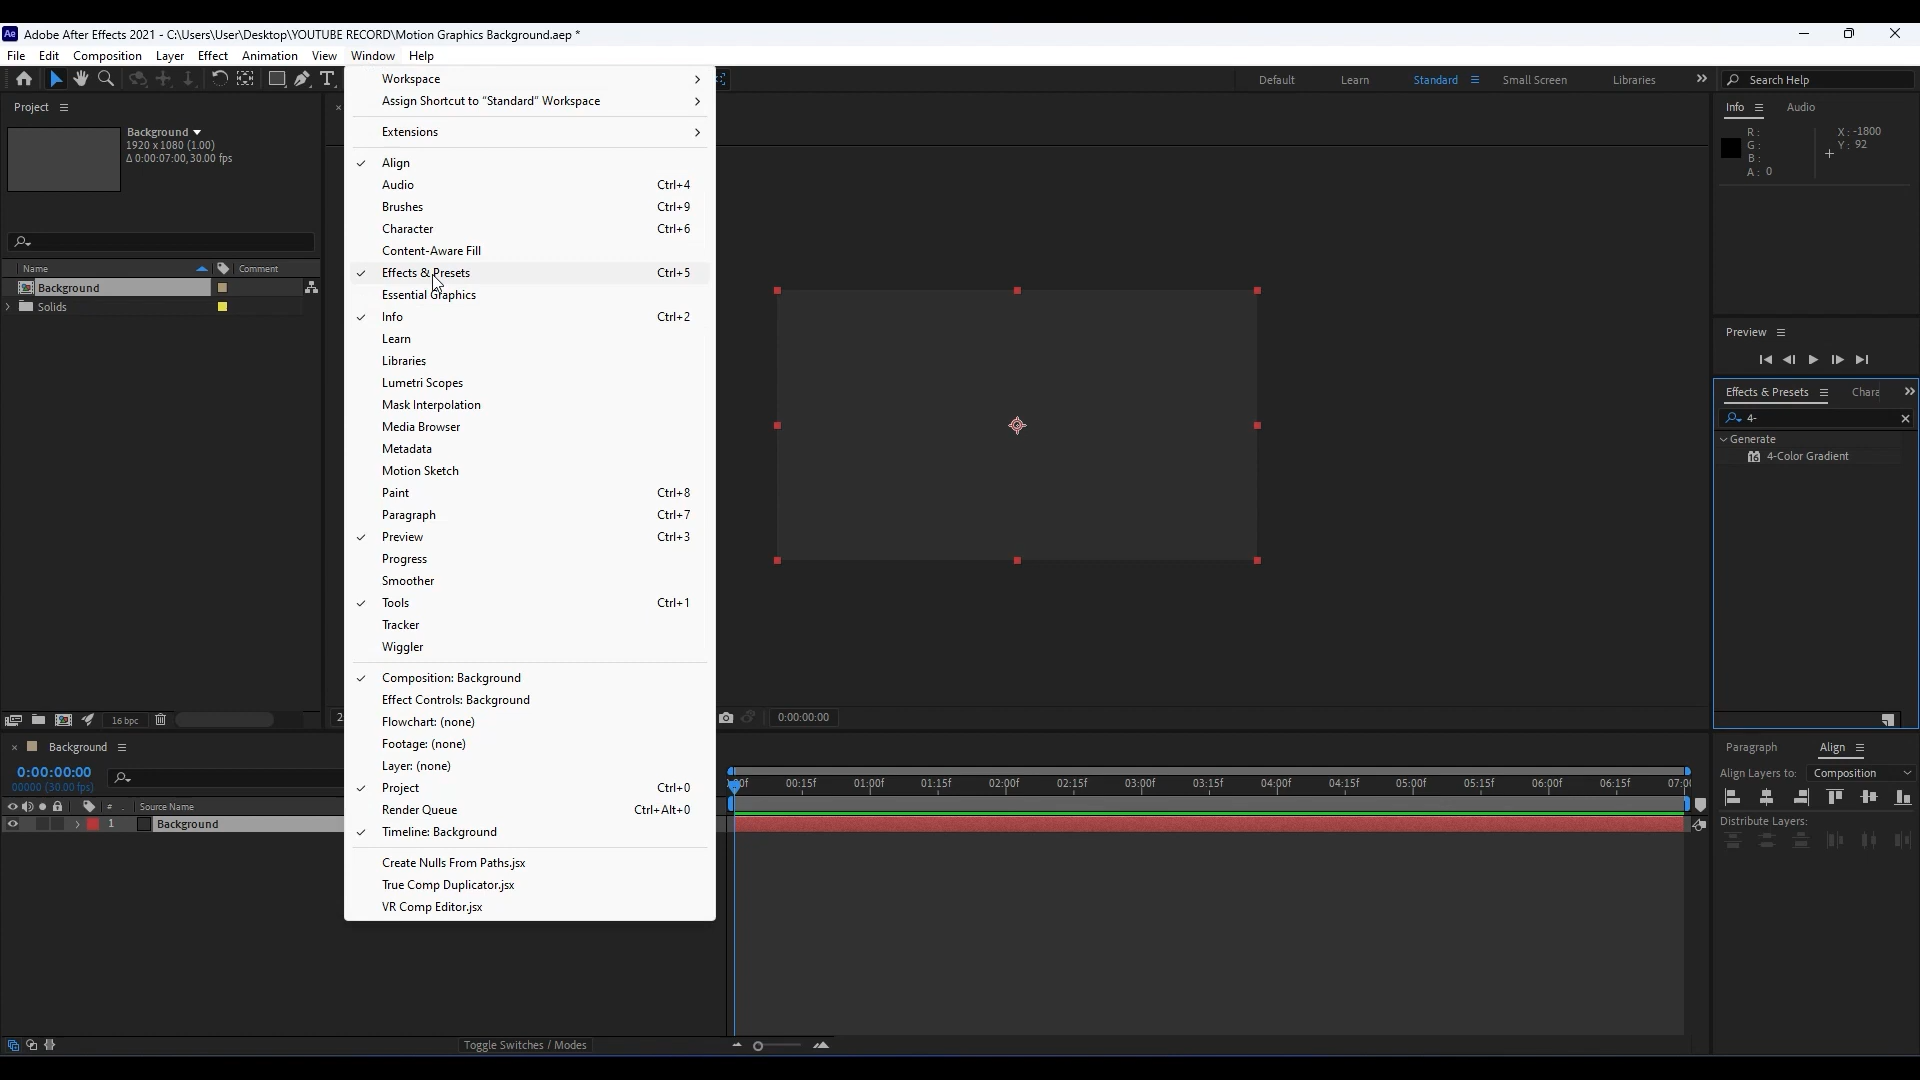 Ae Adobe After Effects 2021 - C:\Users\User\Desktop\YOUTUBE RECORD\Motion Graphics Background.aep *
File Edit Composition Layer Effect Animation View Window Help
Default Learn Standard Small Screen Libraries Search Help
Project
Background
1920 x 1080 (1.00)
Δ 0:00:07:00, 30.00 fps
Name Comment
Background
Solids
16 bpc
Workspace
Assign Shortcut to "Standard" Workspace
Extensions
Align
Audio Ctrl+4
Brushes Ctrl+9
Character Ctrl+6
Content-Aware Fill
Effects & Presets Ctrl+5
Essential Graphics
Info Ctrl+2
Learn
Libraries
Lumetri Scopes
Mask Interpolation
Media Browser
Metadata
Motion Sketch
Paint Ctrl+8
Paragraph Ctrl+7
Preview Ctrl+3
Progress
Smoother
Tools Ctrl+1
Tracker
Wiggler
Composition: Background
Effect Controls: Background
Flowchart: (none)
Footage: (none)
Layer: (none)
Project Ctrl+0
Render Queue Ctrl+Alt+0
Timeline: Background
Create Nulls From Paths.jsx
True Comp Duplicator.jsx
VR Comp Editor.jsx
0:00:00:00
Info Audio
R: X: -1800
G: Y: 92
B:
A: 0
Preview
Effects & Presets Chara
4-
Generate
4-Color Gradient
Paragraph Align
Align Layers to: Composition
Distribute Layers:
Background
0:00:00:00
00000 (30.00 fps)
# Source Name
1 Background
00:15f 01:00f 01:15f 02:00f 02:15f 03:00f 03:15f 04:00f 04:15f 05:00f 05:15f 06:00f 06:15f
Toggle Switches / Modes